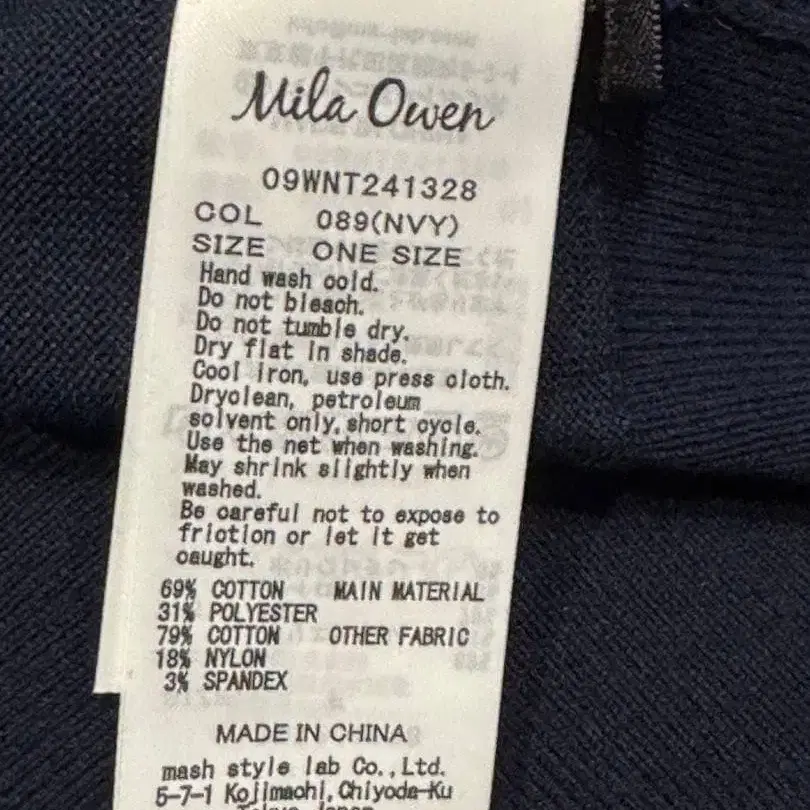 Mila Owen
09WNT241328
COL 089(NVY)
SIZE ONE SIZE
Hand wash cold.
Do not bleach.
Do not tumble dry.
Dry flat in shade.
Cool iron, use press cloth.
Dryclean, petroleum
solvent only, short cycle.
Use the net when washing.
May shrink slightly when
washed.
Be careful not to expose to
friction or let it get
caught.
69% COTTON MAIN MATERIAL
31% POLYESTER
79% COTTON OTHER FABRIC
18% NYLON
3% SPANDEX
MADE IN CHINA
mash style lab Co.,Ltd.
5-7-1 Kojimachi,Chiyoda-Ku
Tokyo Japan